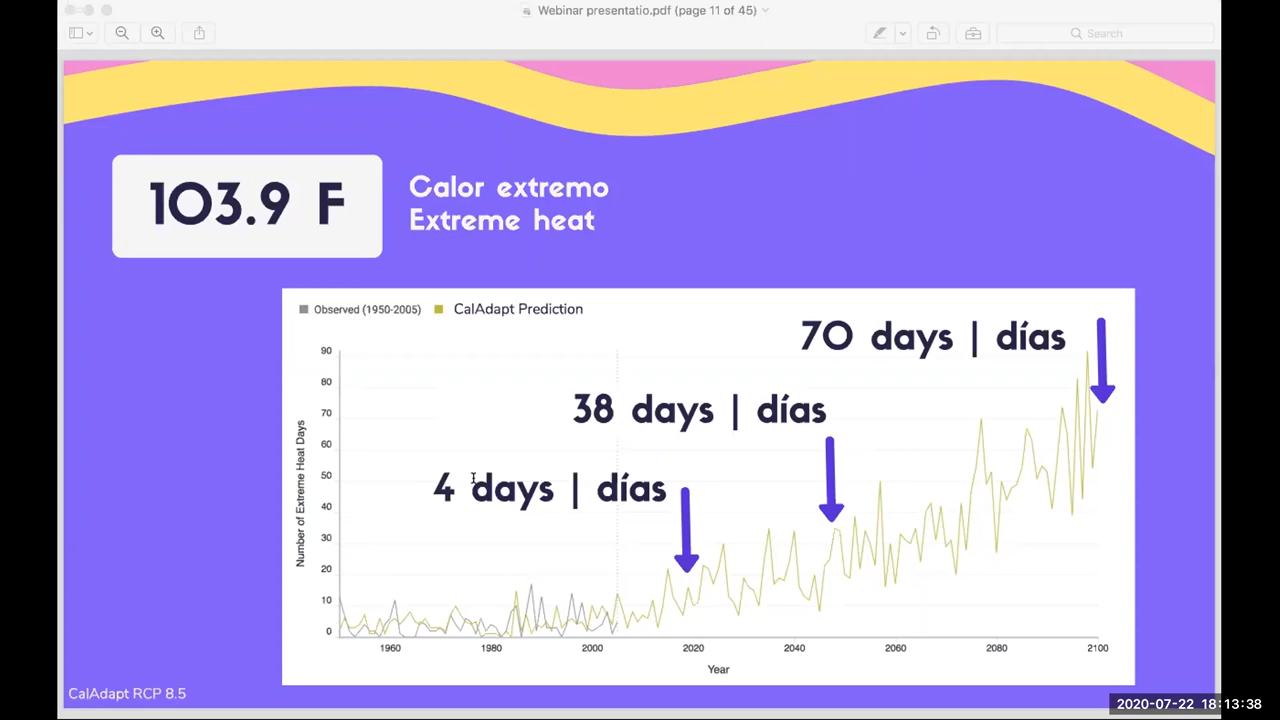 Webinar presentatio.pdf (page 11 of 45)
Search
103.9 F
Calor extremo
Extreme heat
Observed (1950-2005)
CalAdapt Prediction
70 days | días
38 days | días
4 days | días
Number of Extreme Heat Days
90
80
70
60
50
40
30
20
10
0
1960
1980
2000
2020
2040
2060
2080
2100
Year
CalAdapt RCP 8.5
2020-07-22 18:13:38